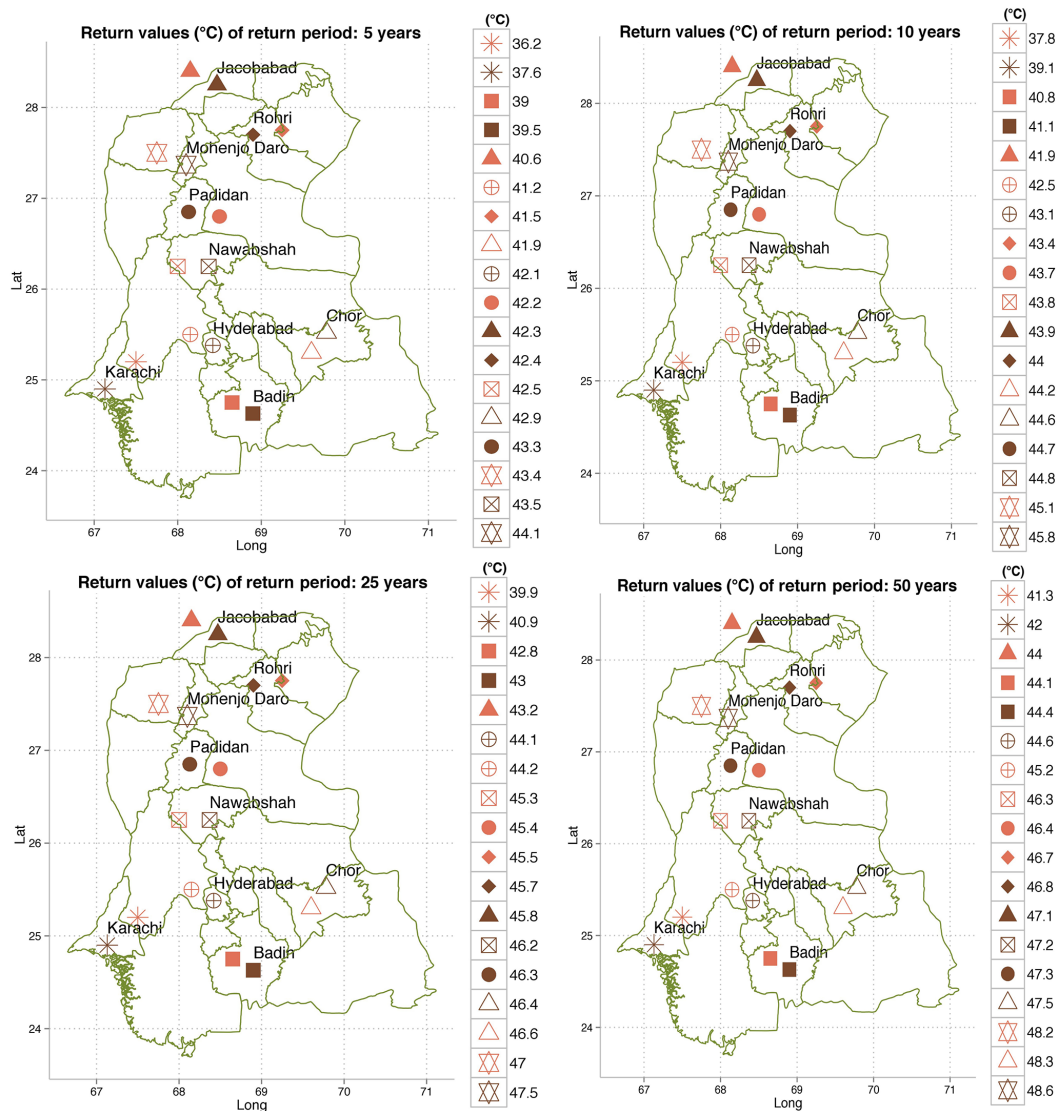 Return values (°C) of return period: 5 years
Jacobabad
28
Rohri
Mohenjo Daro
27
Padidan
Nawabshah
Lat
26
Chor
Hyderabad
Karachi
25
Badin
24
67 68 69 70 71
Long
(°C)
36.2
37.6
39
39.5
40.6
41.2
41.5
41.9
42.1
42.2
42.3
42.4
42.5
42.9
43.3
43.4
43.5
44.1
Return values (°C) of return period: 10 years
Jacobabad
28
Rohri
Mohenjo Daro
27
Padidan
Nawabshah
Lat
26
Chor
Hyderabad
Karachi
25
Badin
24
67 68 69 70 71
Long
(°C)
37.8
39.1
40.8
41.1
41.9
42.5
43.1
43.4
43.7
43.8
43.9
44
44.2
44.6
44.7
44.8
45.1
45.8
Return values (°C) of return period: 25 years
Jacobabad
28
Rohri
Mohenjo Daro
27
Padidan
Nawabshah
Lat
26
Chor
Hyderabad
Karachi
25
Badin
24
67 68 69 70 71
Long
(°C)
39.9
40.9
42.8
43
43.2
44.1
44.2
45.3
45.4
45.5
45.7
45.8
46.2
46.3
46.4
46.6
47
47.5
Return values (°C) of return period: 50 years
Jacobabad
28
Rohri
Mohenjo Daro
27
Padidan
Nawabshah
Lat
26
Chor
Hyderabad
Karachi
25
Badin
24
67 68 69 70 71
Long
(°C)
41.3
42
44
44.1
44.4
44.6
45.2
46.3
46.4
46.7
46.8
47.1
47.2
47.3
47.5
48.2
48.3
48.6